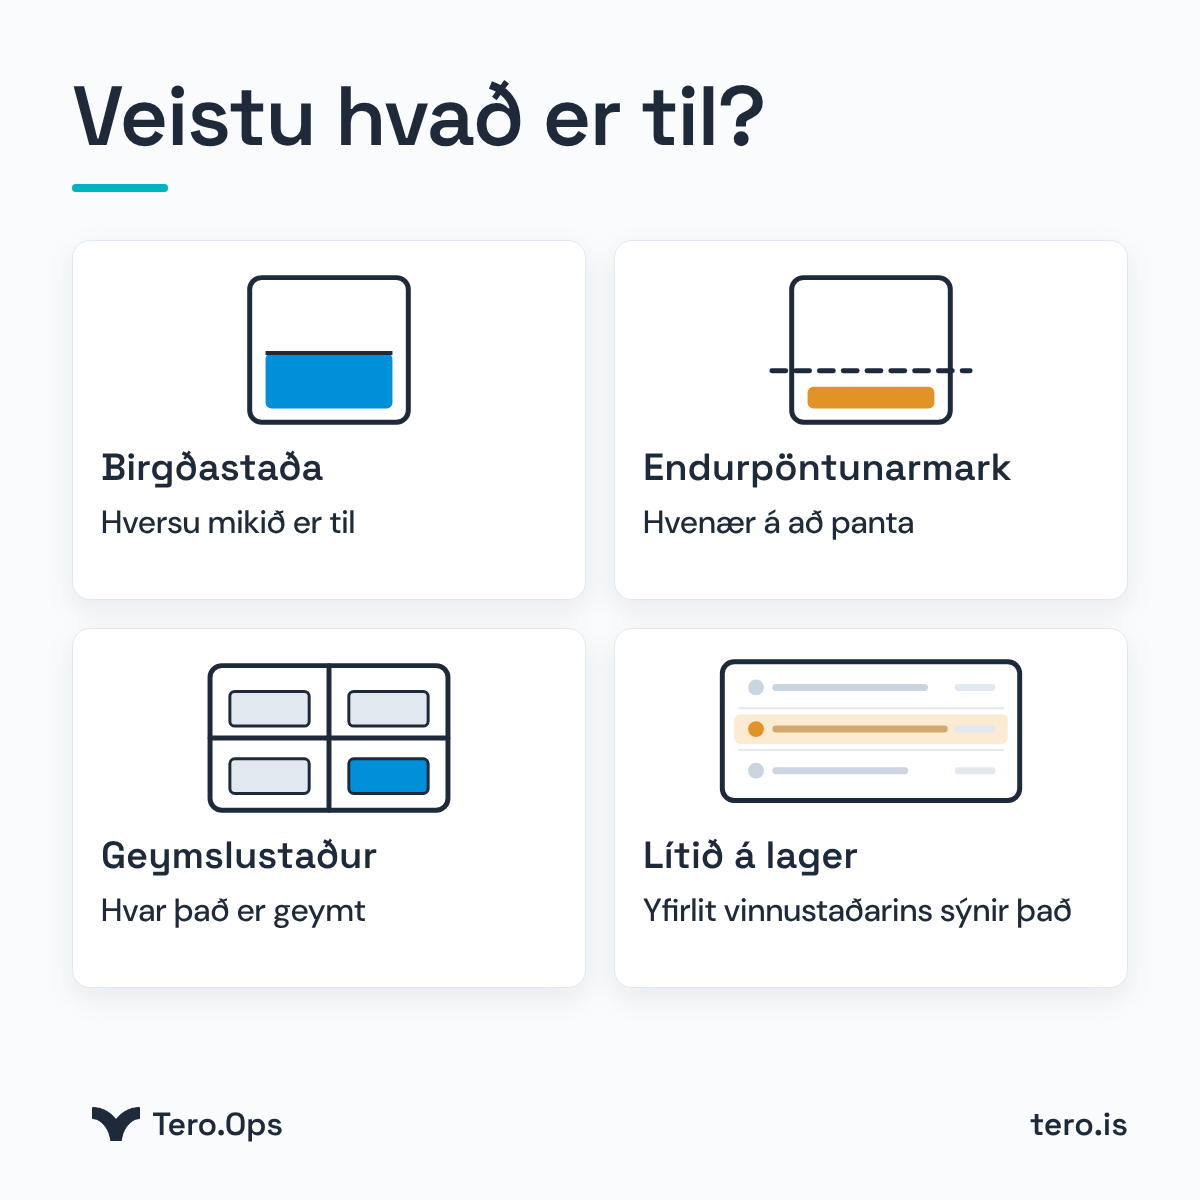 Veistu hvað er til?
Birgðastaða
Hversu mikið er til
Endurpöntunarmark
Hvenær á að panta
Geymslustaður
Hvar það er geymt
Lítið á lager
Yfirlit vinnustaðarins sýnir það
Tero.Ops
tero.is